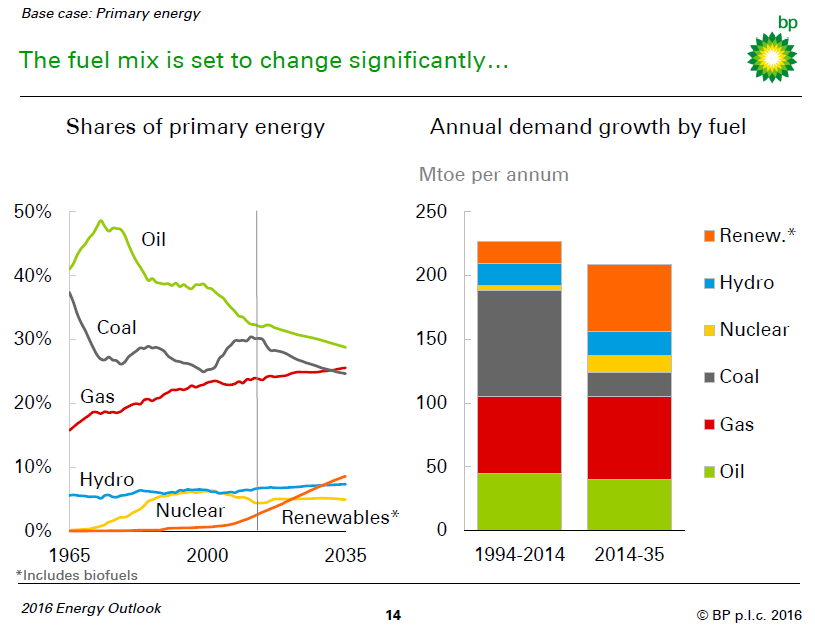 Base case: Primary energy
bp
The fuel mix is set to change significantly…
Shares of primary energy
50%
40%
30%
20%
10%
0%
Oil
Coal
Gas
Hydro
Nuclear
Renewables*
1965
2000
2035
*Includes biofuels
Annual demand growth by fuel
Mtoe per annum
250
200
150
100
50
0
1994-2014
2014-35
Renew.*
Hydro
Nuclear
Coal
Gas
Oil
2016 Energy Outlook
14
© BP p.l.c. 2016